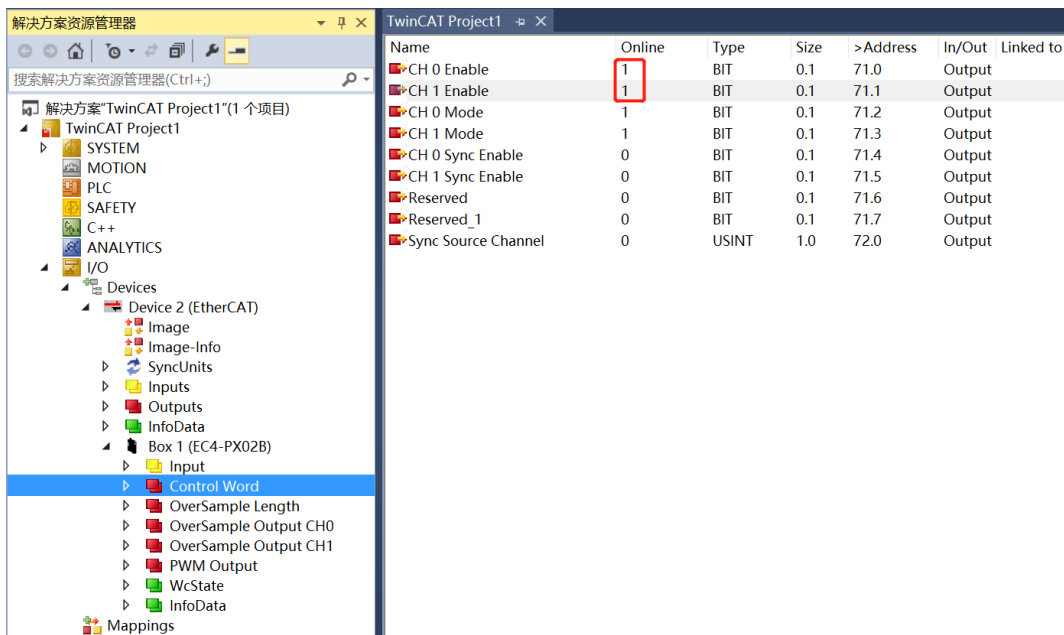 解决方案资源管理器
搜索解决方案资源管理器(Ctrl+;)
解决方案"TwinCAT Project1"(1 个项目)
TwinCAT Project1
SYSTEM
MOTION
PLC
SAFETY
C++
ANALYTICS
I/O
Devices
Device 2 (EtherCAT)
Image
Image-Info
SyncUnits
Inputs
Outputs
InfoData
Box 1 (EC4-PX02B)
Input
Control Word
OverSample Length
OverSample Output CH0
OverSample Output CH1
PWM Output
WcState
InfoData
Mappings
TwinCAT Project1
Name Online Type Size >Address In/Out Linked to
CH 0 Enable 1 BIT 0.1 71.0 Output
CH 1 Enable 1 BIT 0.1 71.1 Output
CH 0 Mode 1 BIT 0.1 71.2 Output
CH 1 Mode 1 BIT 0.1 71.3 Output
CH 0 Sync Enable 0 BIT 0.1 71.4 Output
CH 1 Sync Enable 0 BIT 0.1 71.5 Output
Reserved 0 BIT 0.1 71.6 Output
Reserved_1 0 BIT 0.1 71.7 Output
Sync Source Channel 0 USINT 1.0 72.0 Output